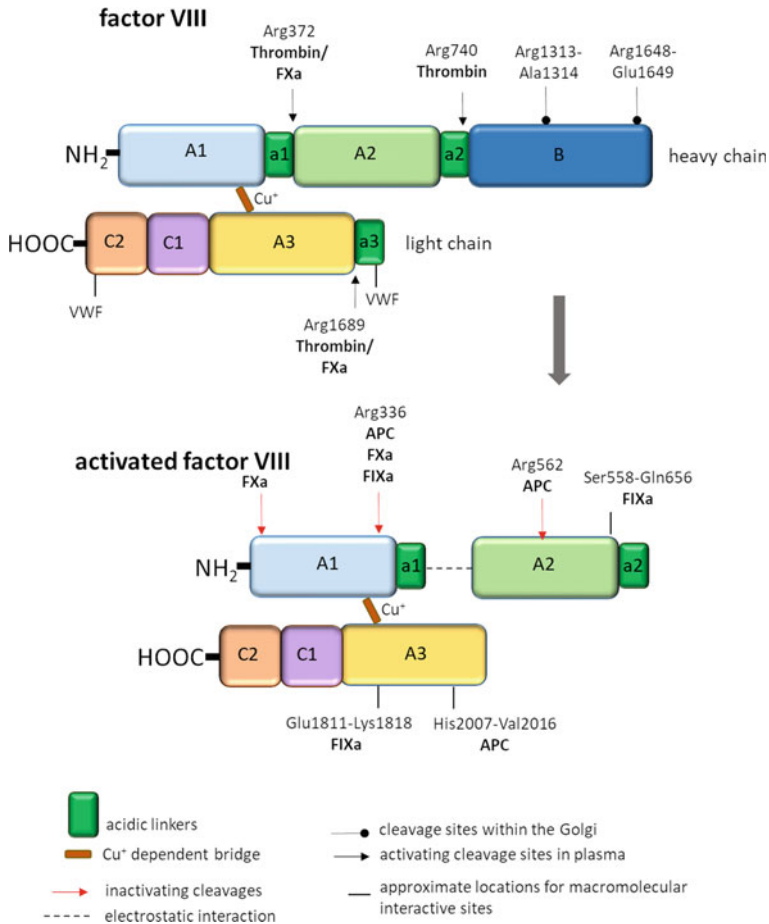 factor VIII
Arg372
Thrombin/
FXa
Arg740
Thrombin
Arg1313-
Ala1314
Arg1648-
Glu1649
NH2
A1
a1
A2
a2
B
heavy chain
Cu+
HOOC
C2
C1
A3
a3
light chain
VWF
VWF
Arg1689
Thrombin/
FXa
activated factor VIII
FXa
Arg336
APC
FXa
FIXa
Arg562
APC
Ser558-Gln656
FIXa
NH2
A1
a1
A2
a2
Cu+
HOOC
C2
C1
A3
Glu1811-Lys1818
FIXa
His2007-Val2016
APC
acidic linkers
Cu+ dependent bridge
inactivating cleavages
electrostatic interaction
cleavage sites within the Golgi
activating cleavage sites in plasma
approximate locations for macromolecular
interactive sites